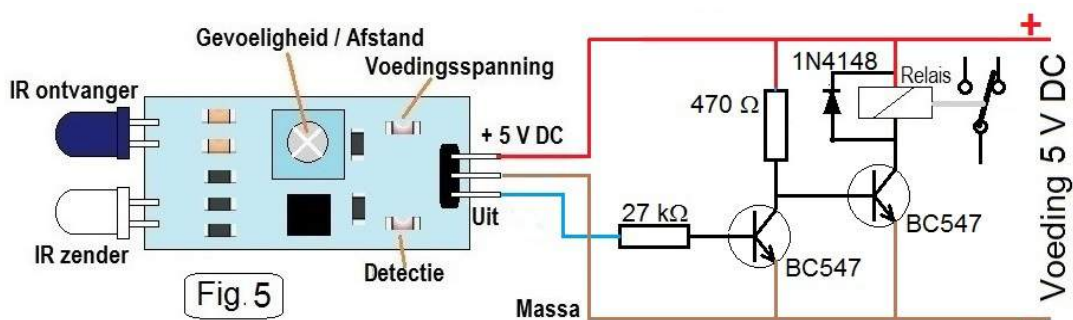 Gevoeligheid / Afstand
Voedingsspanning
IR ontvanger
+ 5 V DC
Uit
IR zender
Detectie
Fig. 5
Massa
27 kΩ
470 Ω
1N4148
Relais
BC547
BC547
+
Voeding 5 V DC